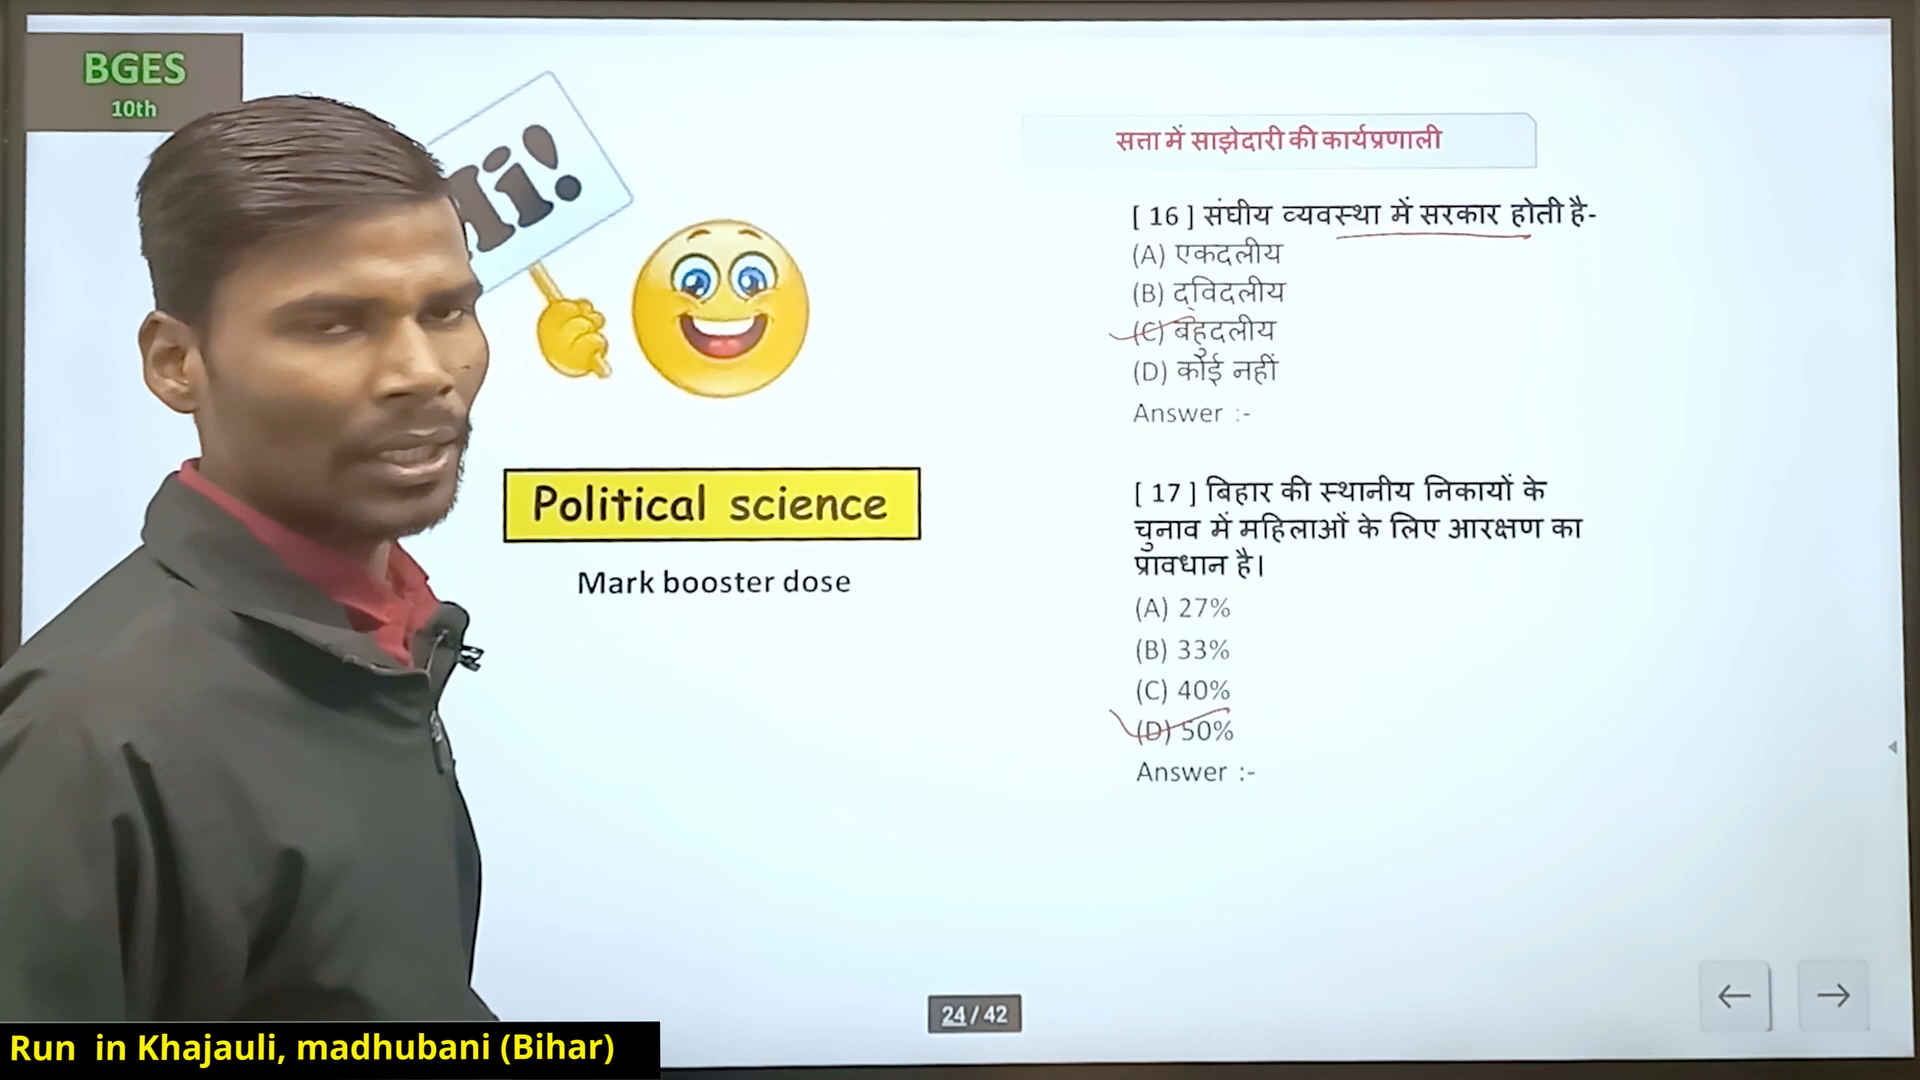 BGES
10th
Hi!
सत्ता में साझेदारी की कार्यप्रणाली
[ 16 ] संघीय व्यवस्था में सरकार होती है-
(A) एकदलीय
(B) द्विदलीय
(C) बहुदलीय
(D) कोई नहीं
Answer :-
Political science
Mark booster dose
[ 17 ] बिहार की स्थानीय निकायों के
चुनाव में महिलाओं के लिए आरक्षण का
प्रावधान है।
(A) 27%
(B) 33%
(C) 40%
(D) 50%
Answer :-
24 / 42
Run in Khajauli, madhubani (Bihar)